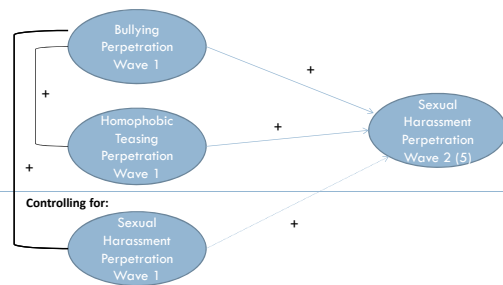 Bullying
Perpetration
Wave 1
+
+
+
Homophobic
Teasing
Perpetration
Wave 1
Sexual
Harassment
Perpetration
Wave 2 (5)
+
Controlling for:
Sexual
Harassment
Perpetration
Wave 1
+